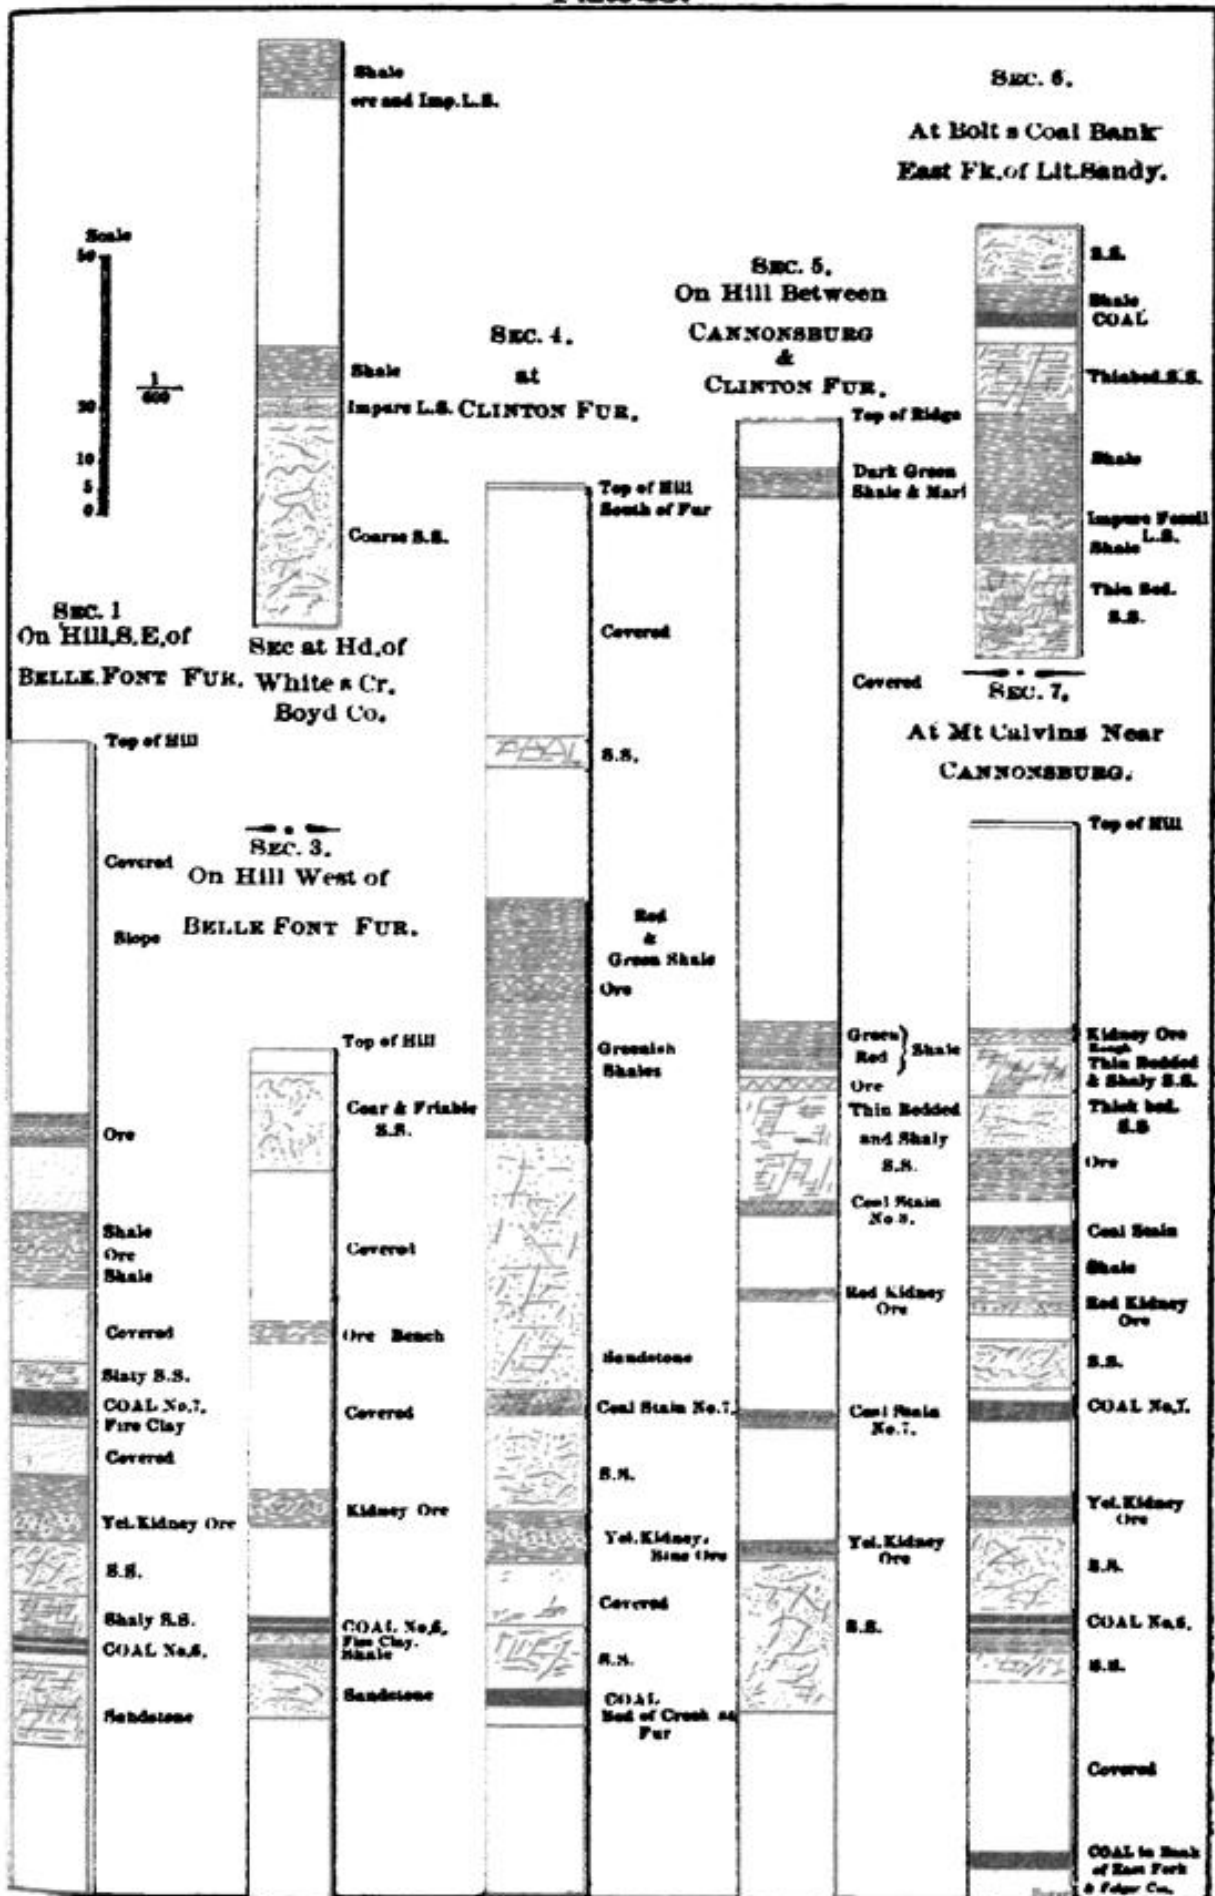 Shale
ore and Imp. L.S.
Shale
Impure L.S.
Coarse S.S.
Sec at Hd. of
White s Cr.
Boyd Co.
Scale
50
20
10
5
0
1
600
SEC. 1
On Hill, S.E. of
BELLE FONT FUR.
Top of Hill
Covered
Slope
Ore
Shale
Ore
Shale
Covered
Slaty S.S.
COAL No. 7.
Fire Clay
Covered
Yel. Kidney Ore
S.S.
Shaly S.S.
COAL No. 6.
Sandstone
SEC. 3.
On Hill West of
BELLE FONT FUR.
Top of Hill
Coar & Friable
S.S.
Covered
Ore Bench
Covered
Kidney Ore
COAL No. 6.
Fire Clay.
Shale
Sandstone
SEC. 4.
at
CLINTON FUR.
Top of Hill
South of Fur
Covered
S.S.
Red
&
Green Shale
Ore
Greenish
Shales
Sandstone
Coal Stain No. 7.
S.S.
Yel. Kidney.
Ore
Covered
S.S.
COAL
Bed of Creek at
Fur
SEC. 5.
On Hill Between
CANNONSBURG
&
CLINTON FUR.
Top of Ridge
Dark Green
Shale & Marl
Covered
Green } Shale
Red
Ore
Thin Bedded
and Shaly
S.S.
Coal Stain
No. 8.
Red Kidney
Ore
Coal Stain
No. 7.
Yel. Kidney
Ore
S.S.
SEC. 6.
At Bolt s Coal Bank
East Fk. of Lit. Sandy.
S.S.
Shale
COAL
Thinbed. S.S.
Shale
Impure Fossil
L.S.
Shale
Thin Bed.
S.S.
SEC. 7.
At Mt Calvins Near
CANNONSBURG.
Top of Hill
Kidney Ore
Rough
Thin Bedded
& Shaly S.S.
Thick bed.
S.S
Ore
Coal Stain
Shale
Red Kidney
Ore
S.S.
COAL No. 7.
Yel. Kidney
Ore
S.S.
COAL No. 6.
S.S.
Covered
COAL in Bank
of East Fork